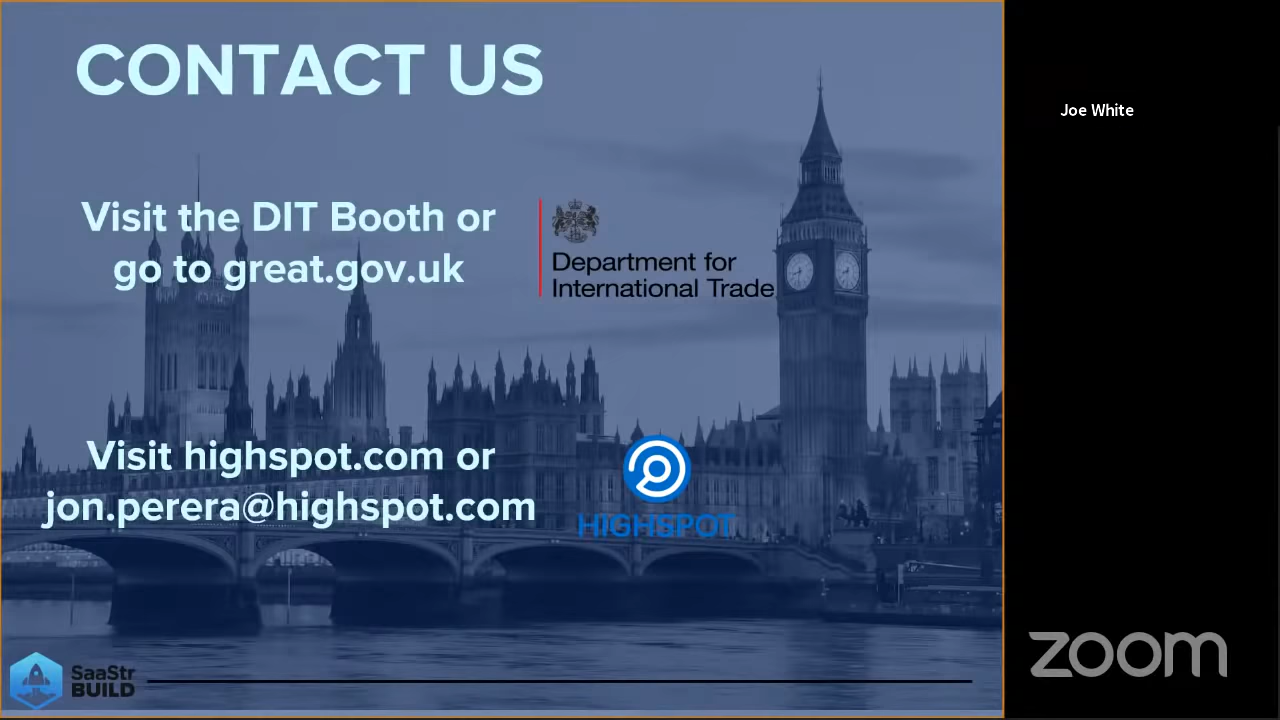 CONTACT US
Joe White
Visit the DIT Booth or
go to great.gov.uk
Department for
International Trade
Visit highspot.com or
jon.perera@highspot.com
HIGHSPOT
SaaStr
BUILD
zoom